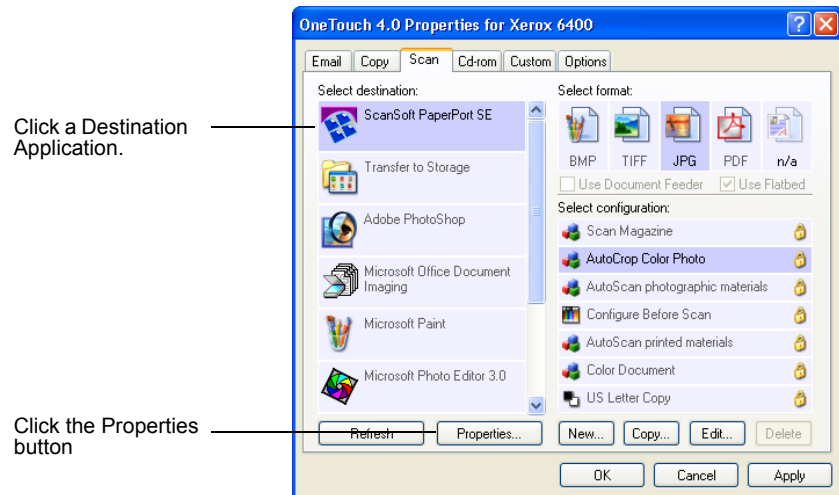 OneTouch 4.0 Properties for Xerox 6400
Email Copy Scan Cd-rom Custom Options
Click a Destination
Application.
Select destination:
ScanSoft PaperPort SE
Transfer to Storage
Adobe PhotoShop
Microsoft Office Document
Imaging
Microsoft Paint
Microsoft Photo Editor 3.0
Click the Properties
button
Refresh Properties...
Select format:
BMP TIFF JPG PDF n/a
Use Document Feeder Use Flatbed
Select configuration:
Scan Magazine
AutoCrop Color Photo
AutoScan photographic materials
Configure Before Scan
AutoScan printed materials
Color Document
US Letter Copy
New... Copy... Edit... Delete
OK Cancel Apply